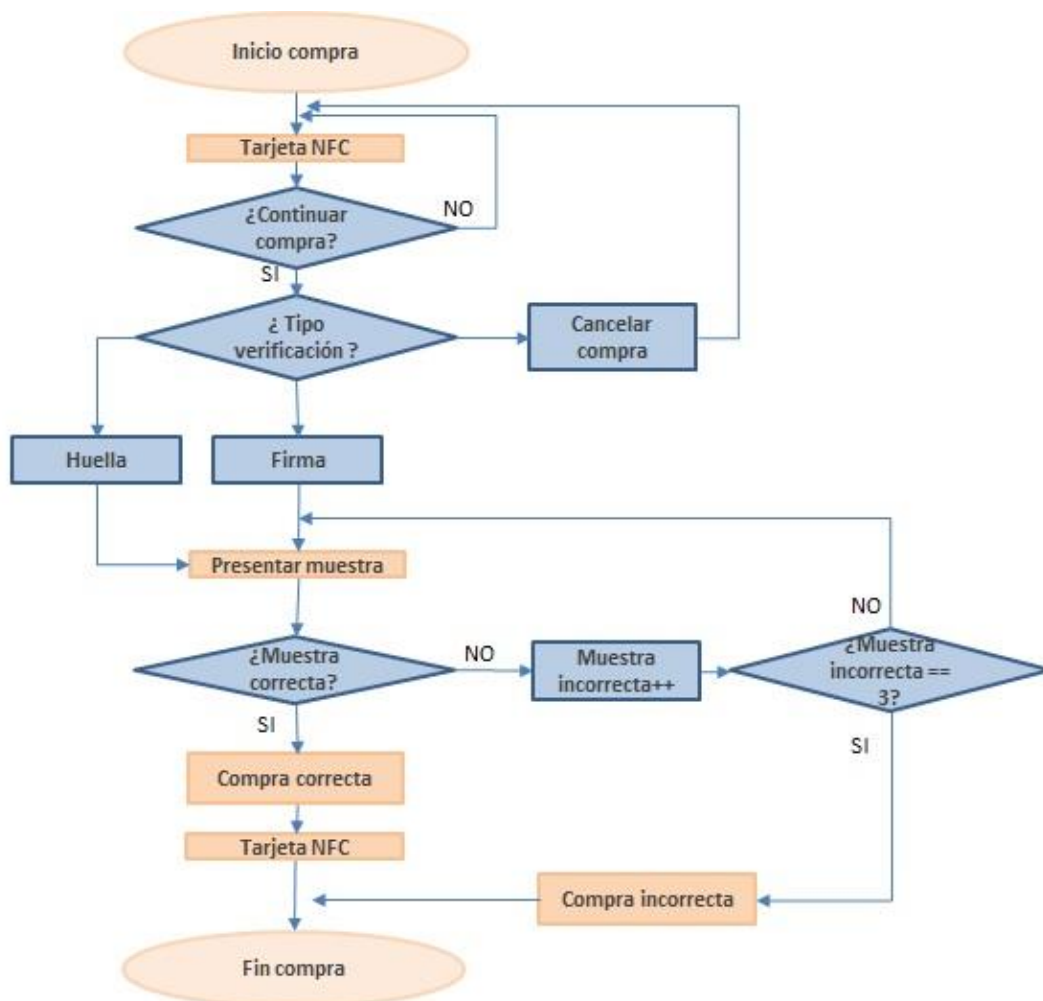 Inicio compra
Tarjeta NFC
¿Continuar
compra?
NO
SI
¿ Tipo
verificación ?
Cancelar
compra
Huella
Firma
Presentar muestra
NO
¿Muestra
correcta?
NO
Muestra
incorrecta++
¿Muestra
incorrecta ==
3?
SI
SI
Compra correcta
Tarjeta NFC
Compra incorrecta
Fin compra